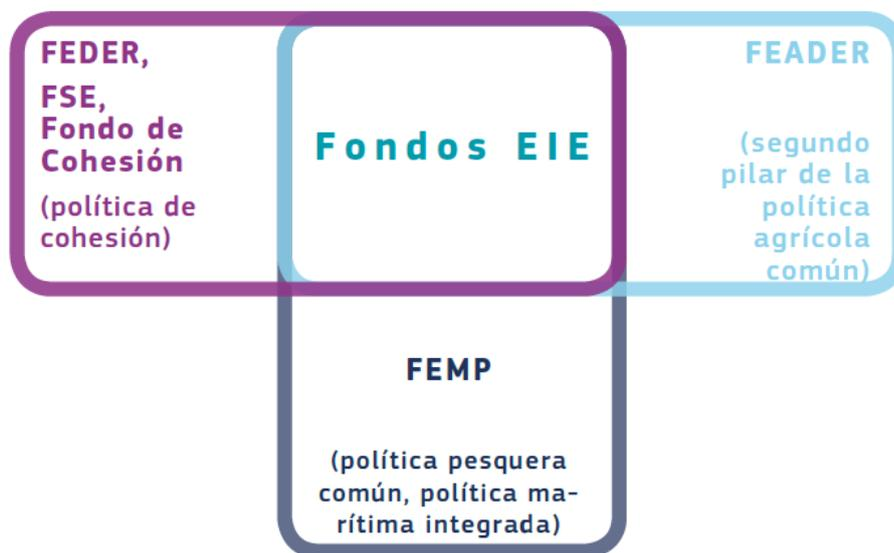 FEDER,
FSE,
Fondo de
Cohesión
(política de
cohesión)
Fondos EIE
FEADER
(segundo
pilar de la
política
agrícola
común)
FEMP
(política pesquera
común, política ma-
rítima integrada)